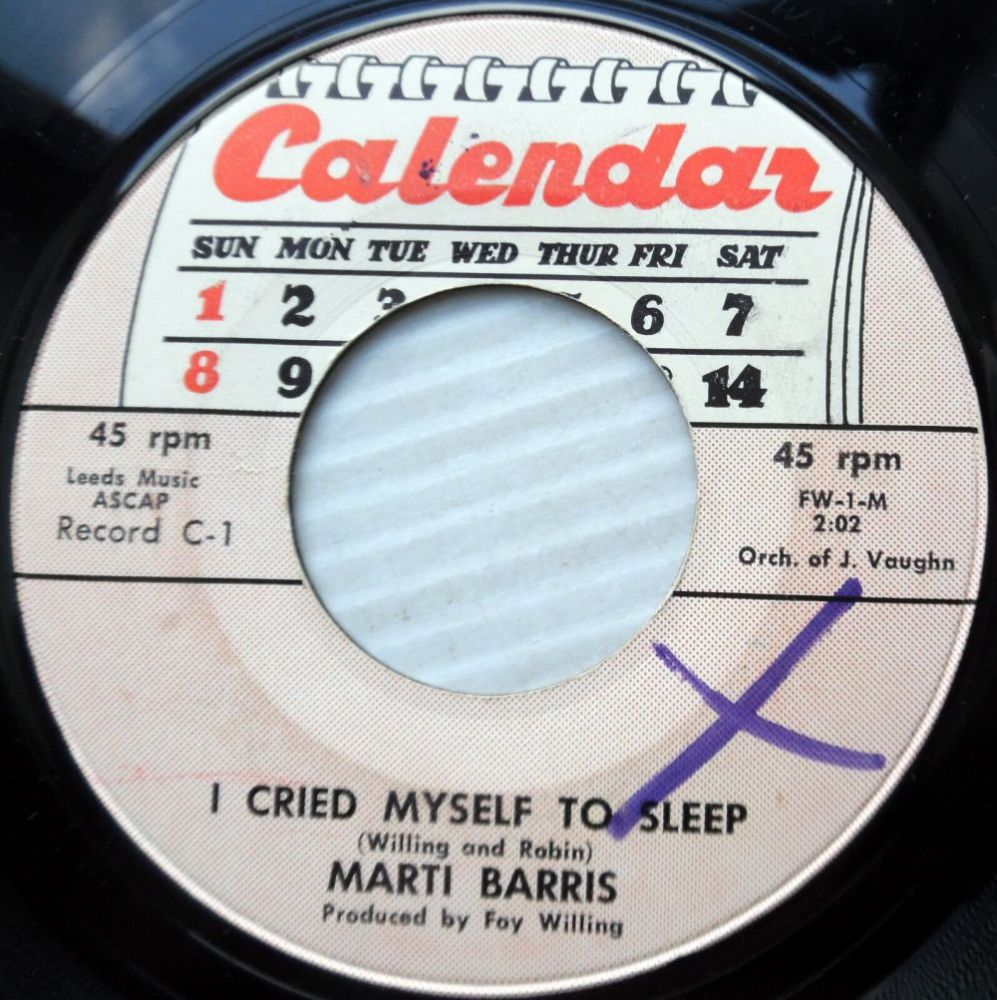 Calendar
SUN MON TUE WED THUR FRI SAT
1 2 6 7
8 9 14
45 rpm
Leeds Music
ASCAP
Record C-1
45 rpm
FW-1-M
2:02
Orch. of J. Vaughn
I CRIED MYSELF TO SLEEP
(Willing and Robin)
MARTI BARRIS
Produced by Foy Willing